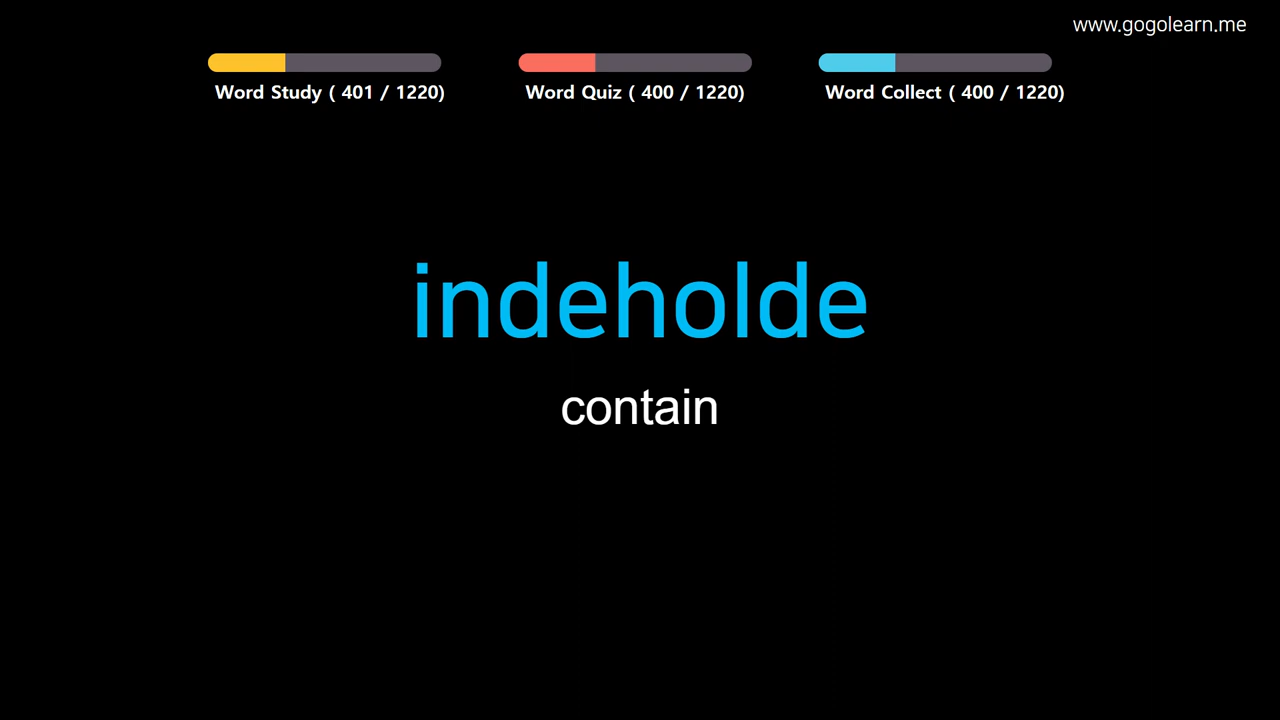 www.gogolearn.me
Word Study ( 401 / 1220)
Word Quiz ( 400 / 1220)
Word Collect ( 400 / 1220)
indeholde
contain